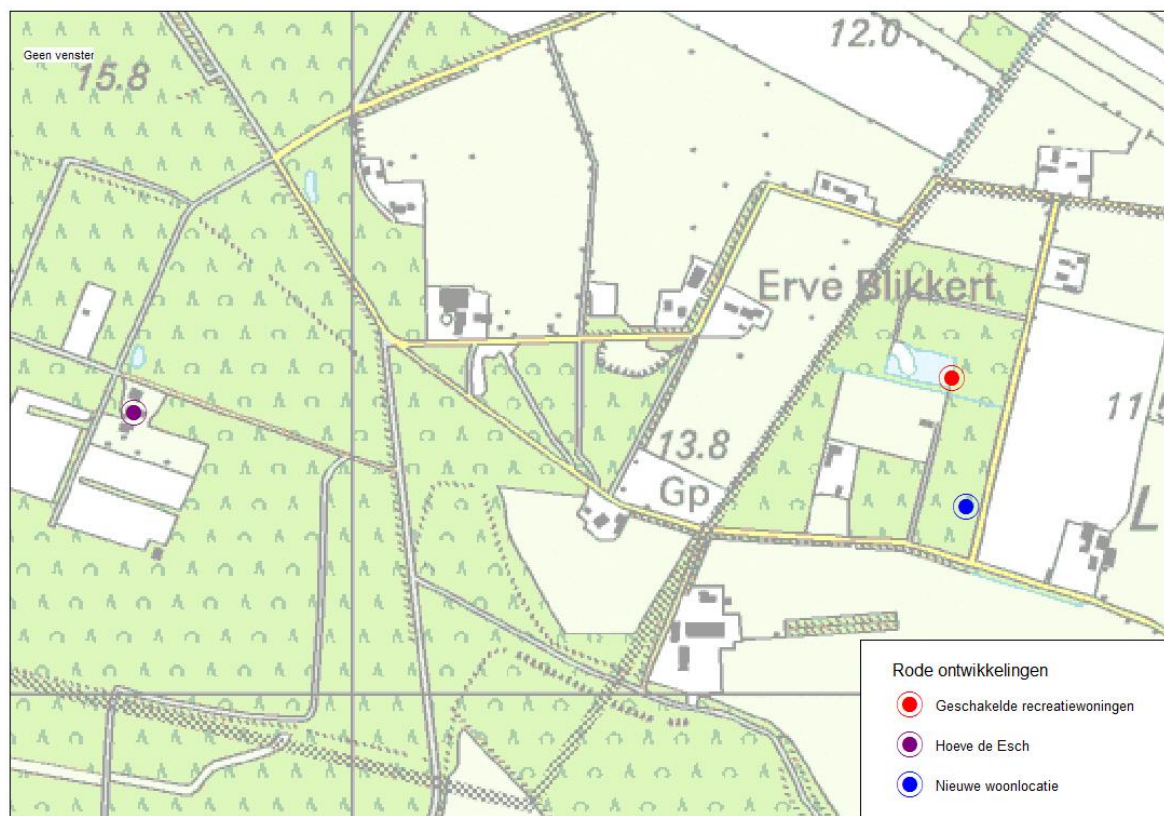 12.0
Geen venster
15.8
Erve Blikkert
11.
13.8
Gp
L
Rode ontwikkelingen
Geschakelde recreatiewoningen
Hoeve de Esch
Nieuwe woonlocatie